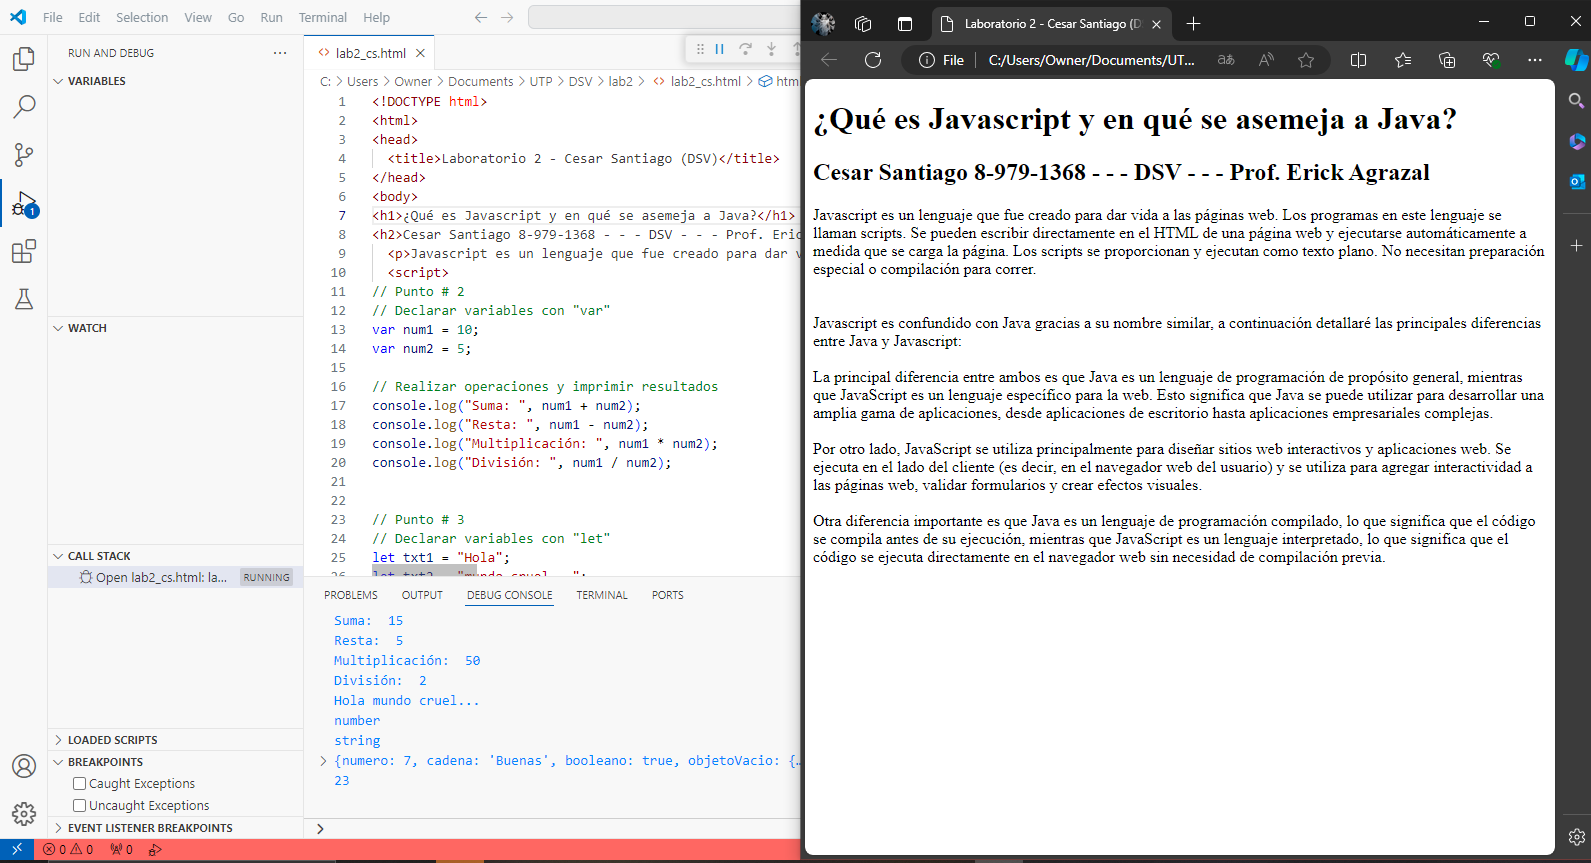 File Edit Selection View Go Run Terminal Help
RUN AND DEBUG
VARIABLES
WATCH
CALL STACK
Open lab2_cs.html: la... RUNNING
LOADED SCRIPTS
BREAKPOINTS
Caught Exceptions
Uncaught Exceptions
EVENT LISTENER BREAKPOINTS
1
lab2_cs.html
C: > Users > Owner > Documents > UTP > DSV > lab2 > lab2_cs.html > htm
1 <!DOCTYPE html>
2 <html>
3 <head>
4 <title>Laboratorio 2 - Cesar Santiago (DSV)</title>
5 </head>
6 <body>
7 <h1>¿Qué es Javascript y en qué se asemeja a Java?</h1>
8 <h2>Cesar Santiago 8-979-1368 - - - DSV - - - Prof. Eric
9 <p>Javascript es un lenguaje que fue creado para dar v
10 <script>
11 // Punto # 2
12 // Declarar variables con "var"
13 var num1 = 10;
14 var num2 = 5;
15
16 // Realizar operaciones y imprimir resultados
17 console.log("Suma: ", num1 + num2);
18 console.log("Resta: ", num1 - num2);
19 console.log("Multiplicación: ", num1 * num2);
20 console.log("División: ", num1 / num2);
21
22
23 // Punto # 3
24 // Declarar variables con "let"
25 let txt1 = "Hola";
26 let txt2 = "mundo cruel...";
PROBLEMS OUTPUT DEBUG CONSOLE TERMINAL PORTS
Suma:  15
Resta:  5
Multiplicación:  50
División:  2
Hola mundo cruel...
number
string
> {numero: 7, cadena: 'Buenas', booleano: true, objetoVacio: {…
23
>
0 0 0
Laboratorio 2 - Cesar Santiago (D
File C:/Users/Owner/Documents/UT...
¿Qué es Javascript y en qué se asemeja a Java?
Cesar Santiago 8-979-1368 - - - DSV - - - Prof. Erick Agrazal
Javascript es un lenguaje que fue creado para dar vida a las páginas web. Los programas en este lenguaje se
llaman scripts. Se pueden escribir directamente en el HTML de una página web y ejecutarse automáticamente a
medida que se carga la página. Los scripts se proporcionan y ejecutan como texto plano. No necesitan preparación
especial o compilación para correr.
Javascript es confundido con Java gracias a su nombre similar, a continuación detallaré las principales diferencias
entre Java y Javascript:
La principal diferencia entre ambos es que Java es un lenguaje de programación de propósito general, mientras
que JavaScript es un lenguaje específico para la web. Esto significa que Java se puede utilizar para desarrollar una
amplia gama de aplicaciones, desde aplicaciones de escritorio hasta aplicaciones empresariales complejas.
Por otro lado, JavaScript se utiliza principalmente para diseñar sitios web interactivos y aplicaciones web. Se
ejecuta en el lado del cliente (es decir, en el navegador web del usuario) y se utiliza para agregar interactividad a
las páginas web, validar formularios y crear efectos visuales.
Otra diferencia importante es que Java es un lenguaje de programación compilado, lo que significa que el código
se compila antes de su ejecución, mientras que JavaScript es un lenguaje interpretado, lo que significa que el
código se ejecuta directamente en el navegador web sin necesidad de compilación previa.